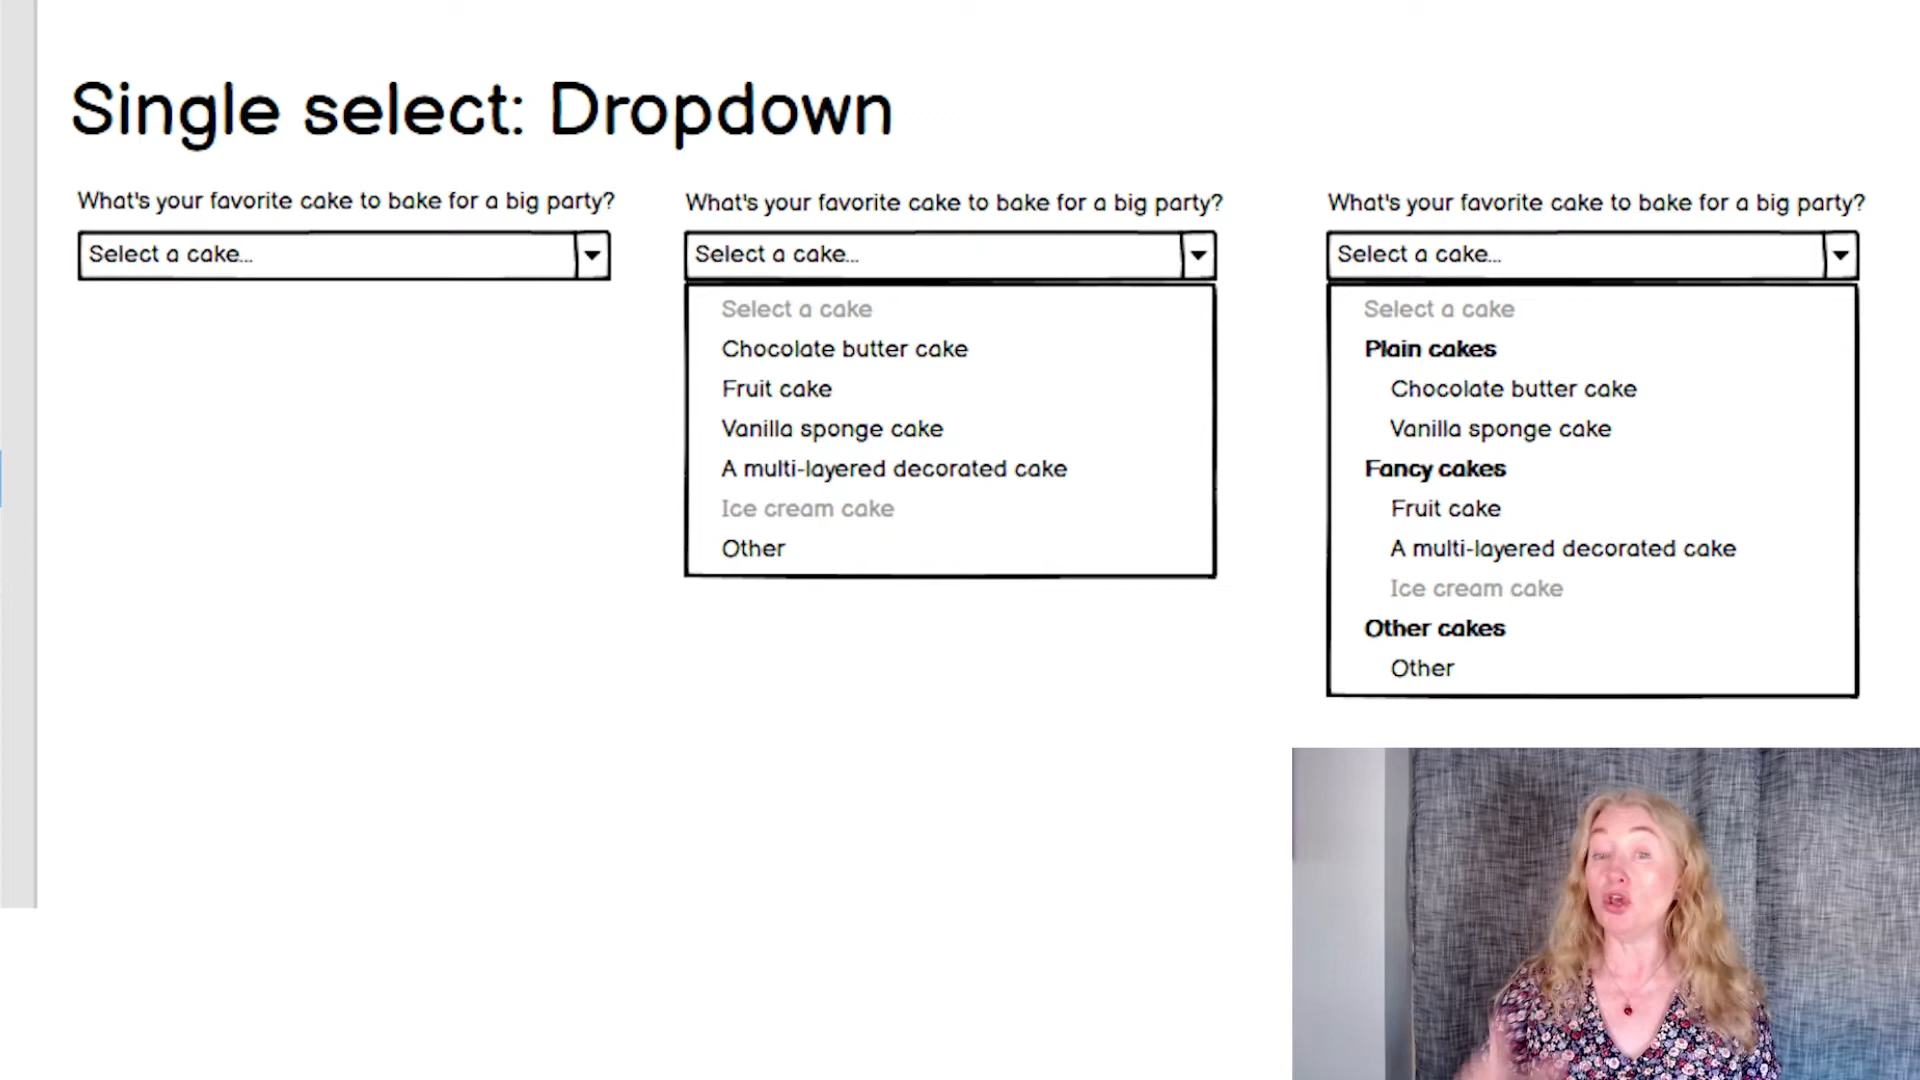 Single select: Dropdown
What's your favorite cake to bake for a big party?
Select a cake...
What's your favorite cake to bake for a big party?
Select a cake...
Select a cake
Chocolate butter cake
Fruit cake
Vanilla sponge cake
A multi-layered decorated cake
Ice cream cake
Other
What's your favorite cake to bake for a big party?
Select a cake...
Select a cake
Plain cakes
Chocolate butter cake
Vanilla sponge cake
Fancy cakes
Fruit cake
A multi-layered decorated cake
Ice cream cake
Other cakes
Other